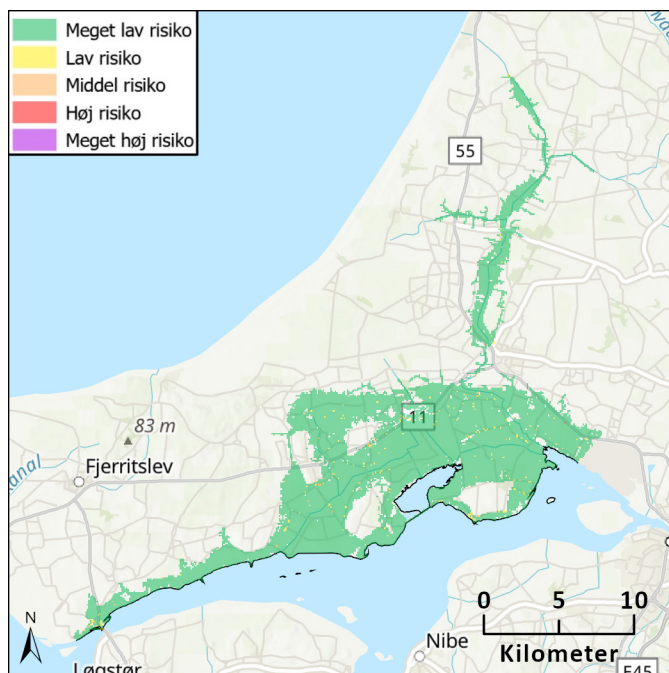 Meget lav risiko
Lav risiko
Middel risiko
Høj risiko
Meget høj risiko
55
11
83 m
Fjerritslev
N
0 5 10
Kilometer
Nibe
Løgstør
E45